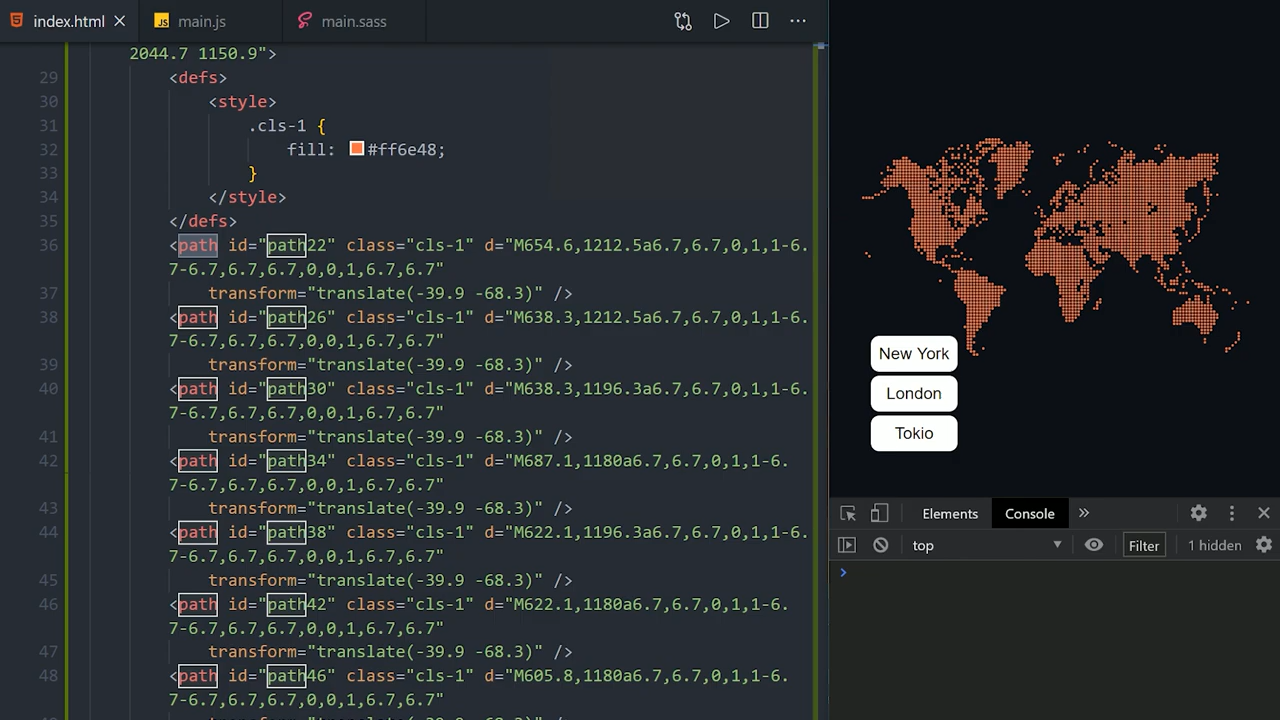 index.html
main.js
main.sass
2044.7 1150.9">
29 <defs>
30 <style>
31 .cls-1 {
32 fill: #ff6e48;
33 }
34 </style>
35 </defs>
36 <path id="path22" class="cls-1" d="M654.6,1212.5a6.7,6.7,0,1,1-6.
7-6.7,6.7,6.7,0,0,1,6.7,6.7"
37 transform="translate(-39.9 -68.3)" />
38 <path id="path26" class="cls-1" d="M638.3,1212.5a6.7,6.7,0,1,1-6.
7-6.7,6.7,6.7,0,0,1,6.7,6.7"
39 transform="translate(-39.9 -68.3)" />
40 <path id="path30" class="cls-1" d="M638.3,1196.3a6.7,6.7,0,1,1-6.
7-6.7,6.7,6.7,0,0,1,6.7,6.7"
41 transform="translate(-39.9 -68.3)" />
42 <path id="path34" class="cls-1" d="M687.1,1180a6.7,6.7,0,1,1-6.
7-6.7,6.7,6.7,0,0,1,6.7,6.7"
43 transform="translate(-39.9 -68.3)" />
44 <path id="path38" class="cls-1" d="M622.1,1196.3a6.7,6.7,0,1,1-6.
7-6.7,6.7,6.7,0,0,1,6.7,6.7"
45 transform="translate(-39.9 -68.3)" />
46 <path id="path42" class="cls-1" d="M622.1,1180a6.7,6.7,0,1,1-6.
7-6.7,6.7,6.7,0,0,1,6.7,6.7"
47 transform="translate(-39.9 -68.3)" />
48 <path id="path46" class="cls-1" d="M605.8,1180a6.7,6.7,0,1,1-6.
7-6.7,6.7,6.7,0,0,1,6.7,6.7"
New York
London
Tokio
Elements Console
top Filter 1 hidden